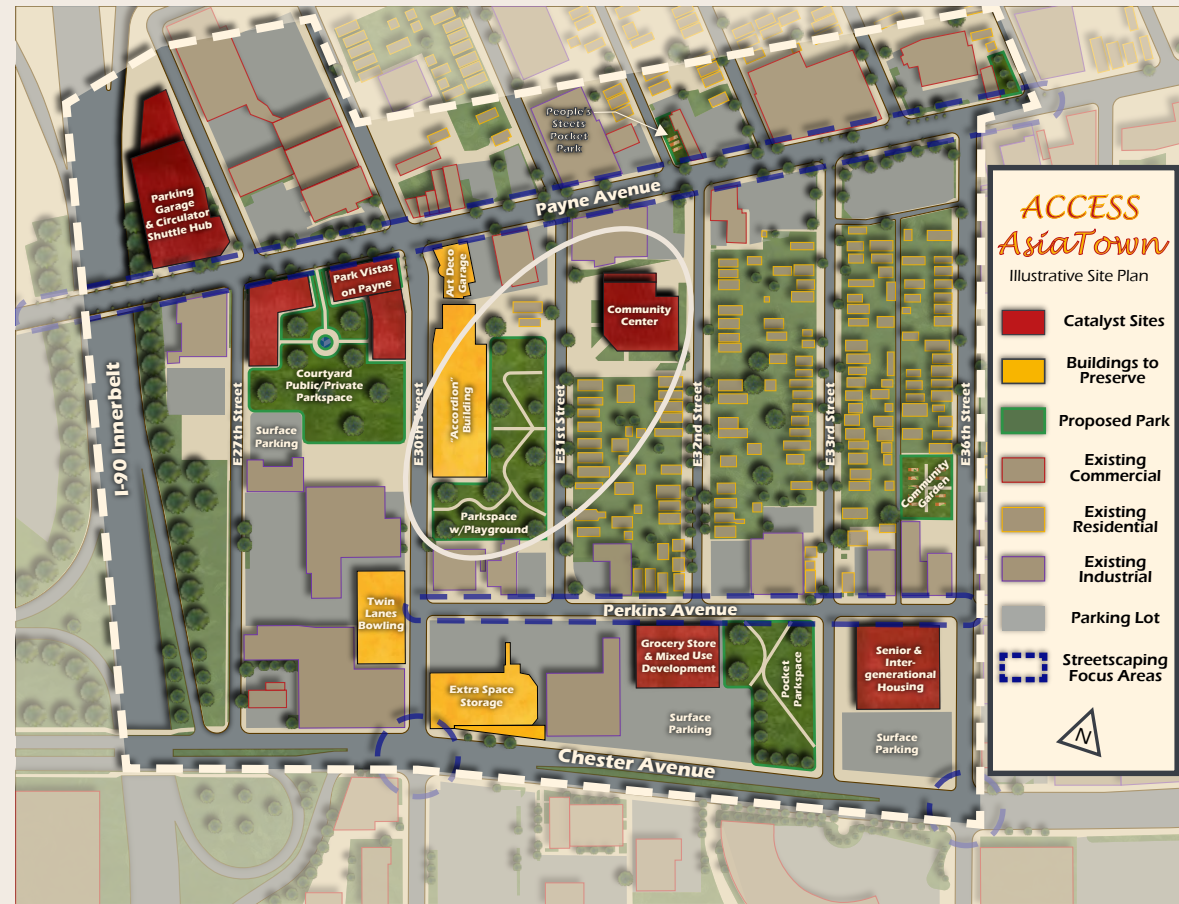 People's
Steets
Pocket
Park
Parking
Garage
& Circulator
Shuttle Hub
Payne Avenue
Park Vistas
on Payne
Art Deco
Garage
Community
Center
Courtyard
Public/Private
Parkspace
"Accordion"
Building
Surface
Parking
I-90 Innerbelt
E27th Street
E30th Street
E31st Street
E32nd Street
E33rd Street
E36th Street
Community
Garden
Parkspace
w/Playground
Twin
Lanes
Bowling
Perkins Avenue
Grocery Store
& Mixed Use
Development
Pocket
Parkspace
Senior &
Inter-
generational
Housing
Extra Space
Storage
Surface
Parking
Surface
Parking
Chester Avenue
ACCESS
AsiaTown
Illustrative Site Plan
Catalyst Sites
Buildings to
Preserve
Proposed Park
Existing
Commercial
Existing
Residential
Existing
Industrial
Parking Lot
Streetscaping
Focus Areas
N